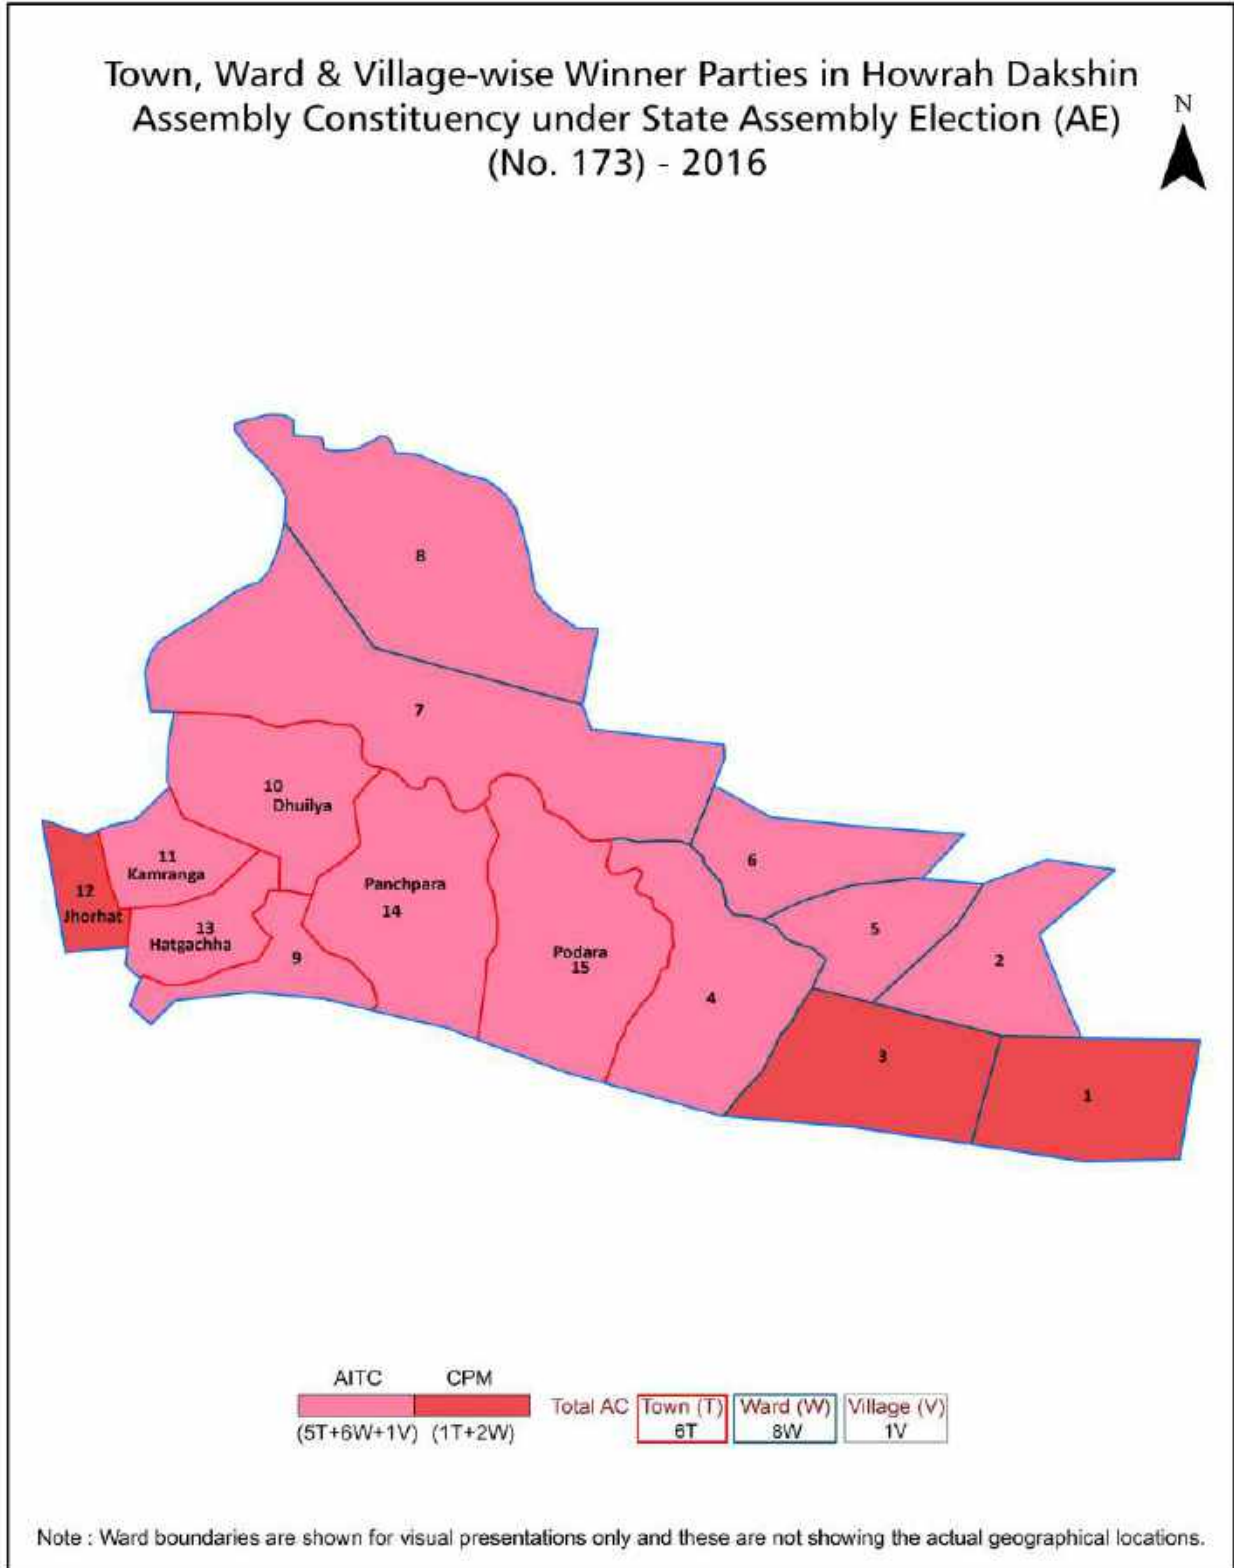 Town, Ward & Village-wise Winner Parties in Howrah Dakshin
Assembly Constituency under State Assembly Election (AE)
(No. 173) - 2016
N
8
7
10
Dhuilya
11
Kamranga
12
Jhorhat
13
Hatgachha
9
Panchpara
14
Podara
15
4
6
5
2
3
1
AITC CPM
(5T+6W+1V) (1T+2W)
Total AC
Town (T)
6T
Ward (W)
8W
Village (V)
1V
Note : Ward boundaries are shown for visual presentations only and these are not showing the actual geographical locations.